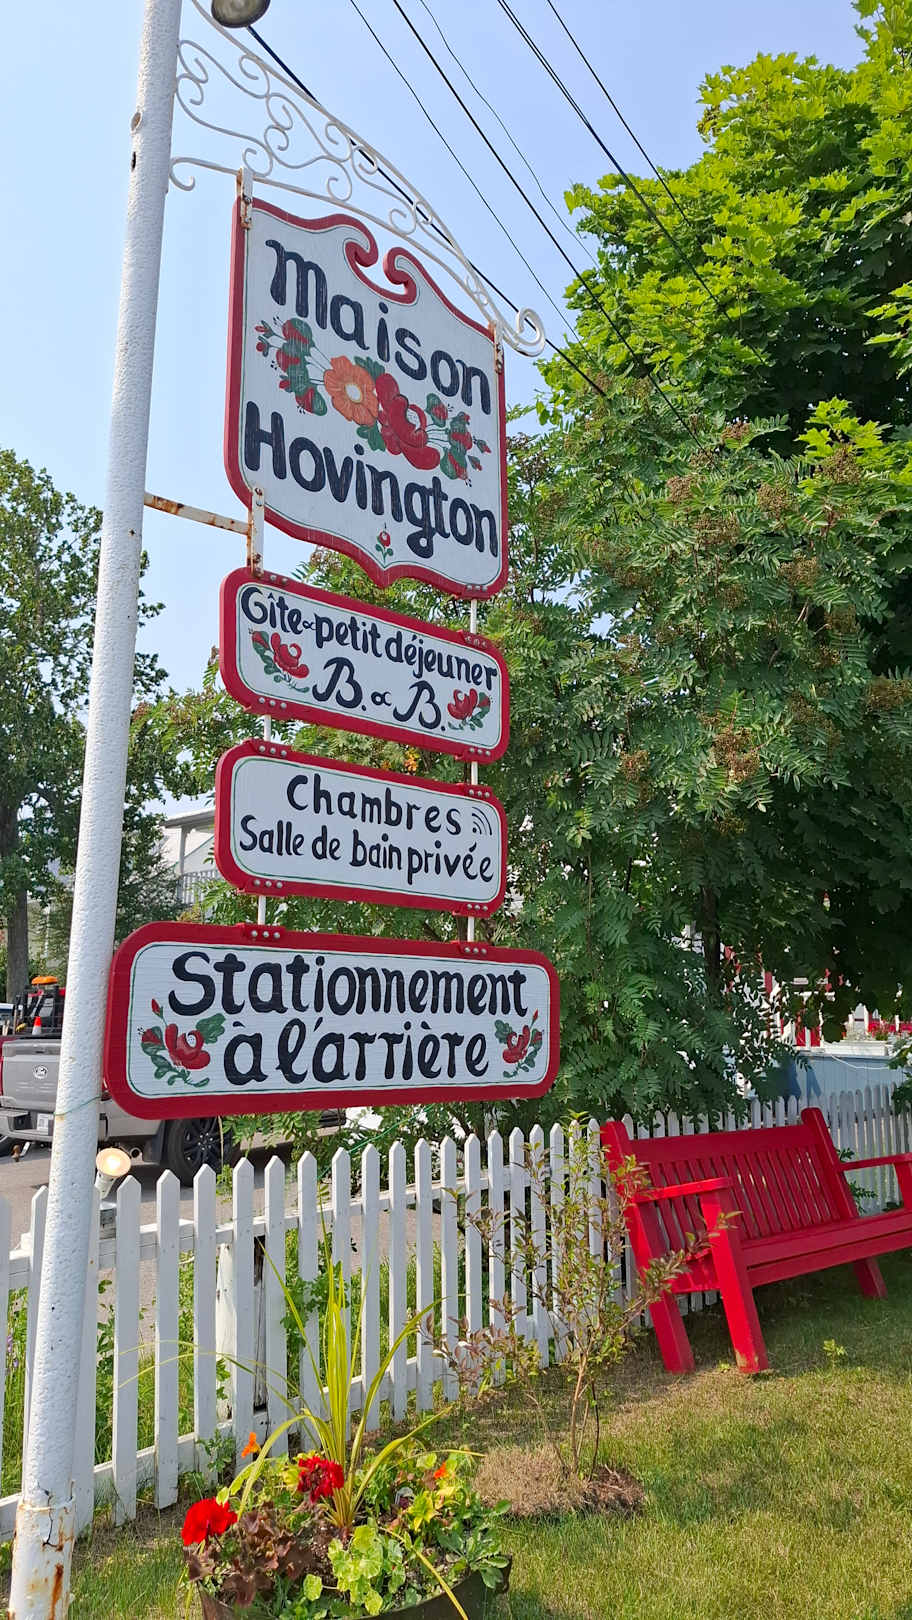 Maison
Hovington
Gîte & petit déjeuner
B. & B.
Chambres
Salle de bain privée
Stationnement
à l'arrière